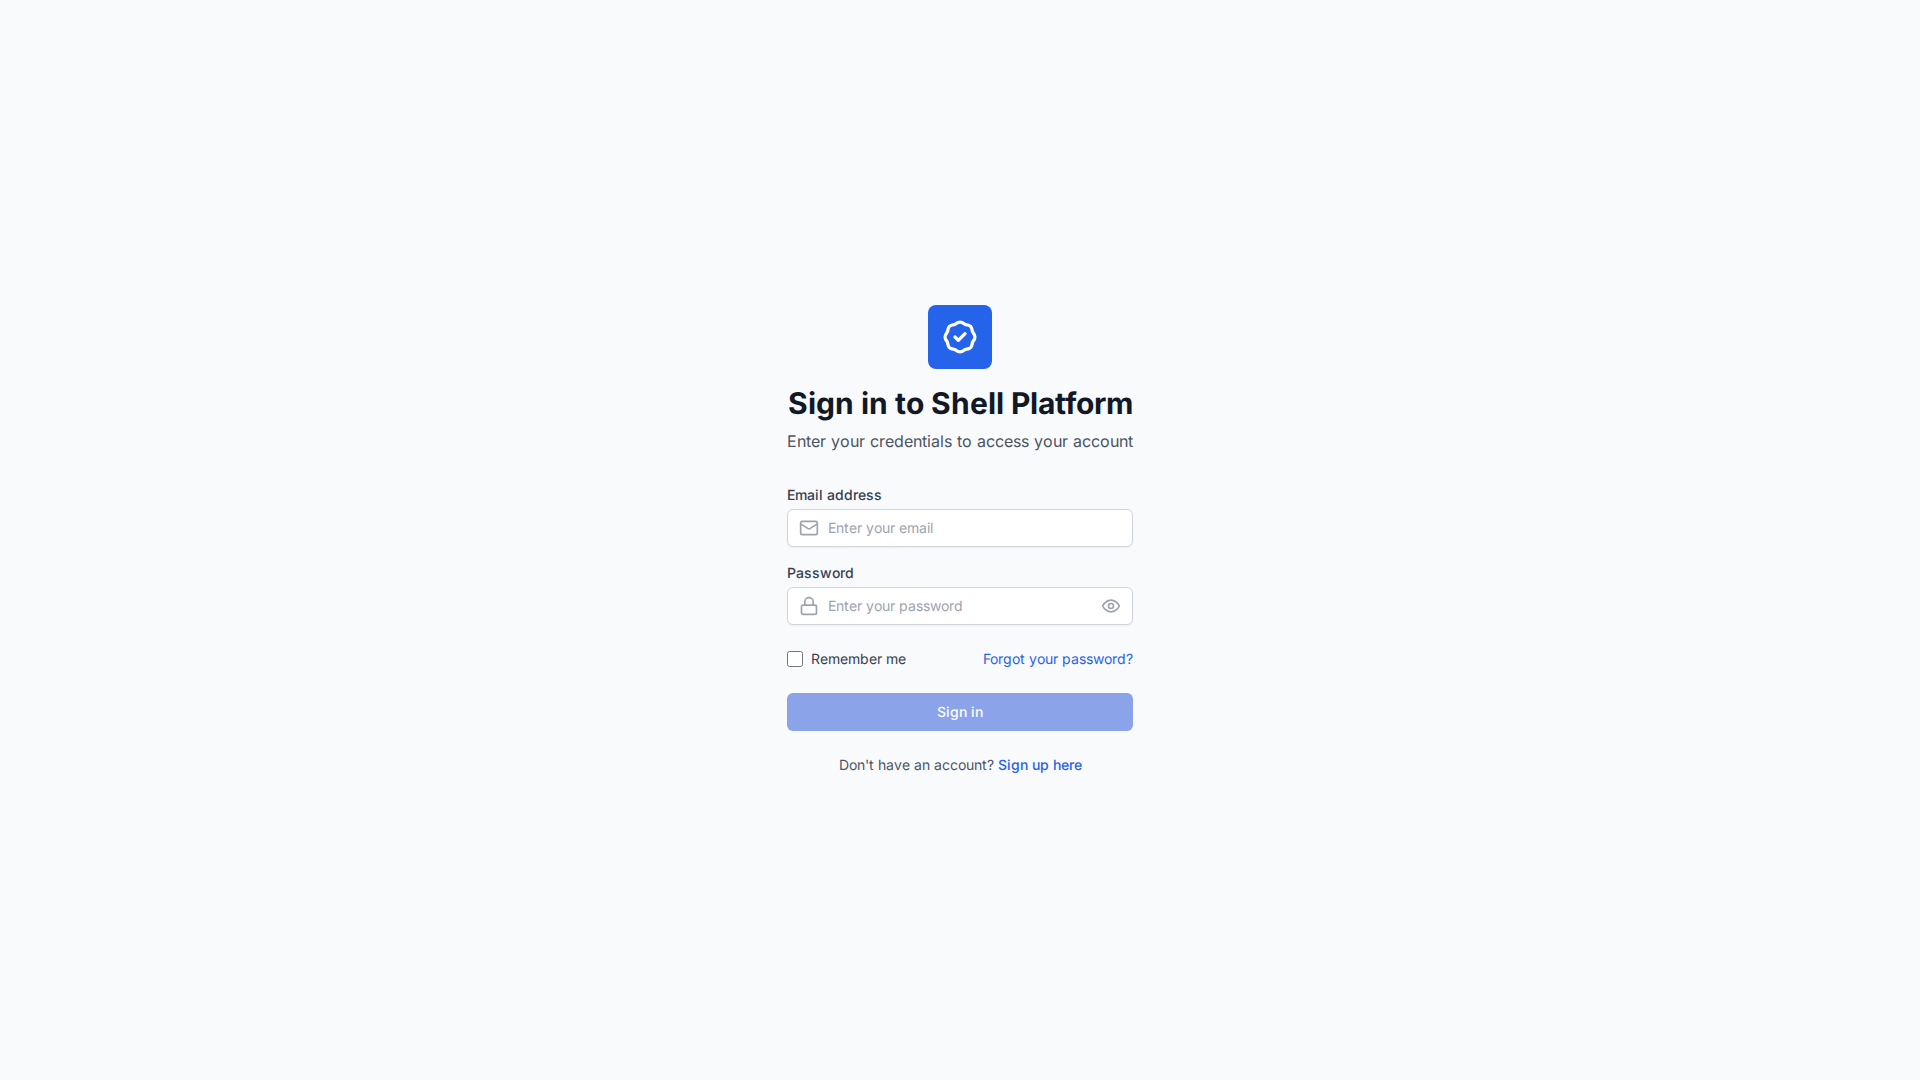 Sign in to Shell Platform
Enter your credentials to access your account
Email address
Enter your email
Password
Enter your password
Remember me
Forgot your password?
Sign in
Don't have an account? Sign up here